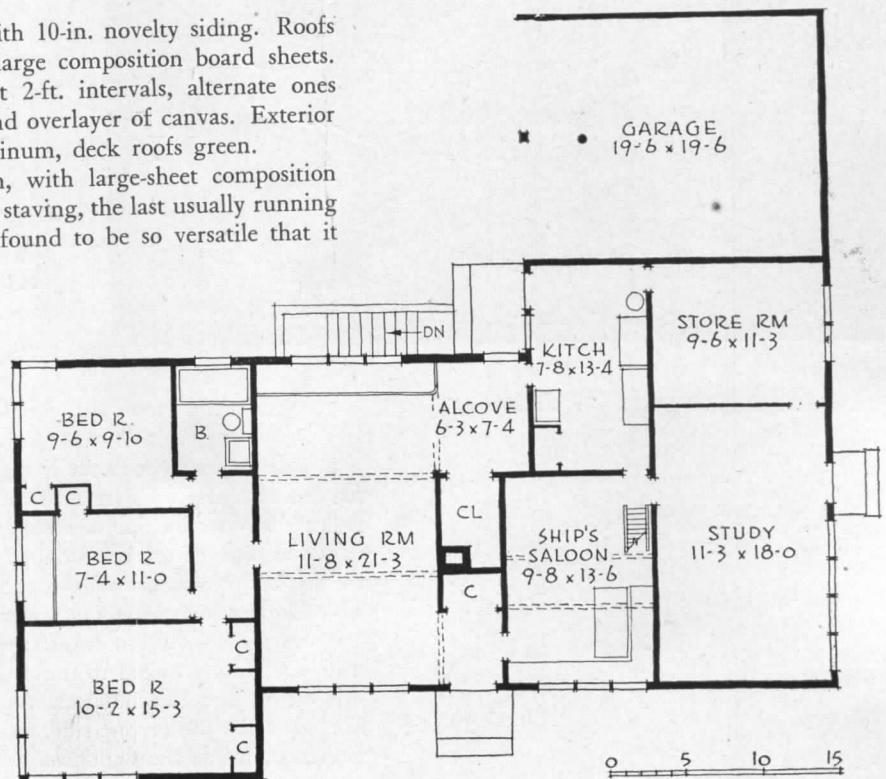 with 10-in. novelty siding. Roofs
large composition board sheets.
t 2-ft. intervals, alternate ones
nd overlayer of canvas. Exterior
inum, deck roofs green.
n, with large-sheet composition
staving, the last usually running
found to be so versatile that it
GARAGE
19-6 x 19-6
DN
KITCH
7-8 x 13-4
STORE RM
9-6 x 11-3
BED R.
9-6 x 9-10
B.
ALCOVE
6-3 x 7-4
C
C
CL
BED R
7-4 x 11-0
LIVING RM
11-8 x 21-3
SHIP'S
SALOON
9-8 x 13-6
STUDY
11-3 x 18-0
C
C
BED R
10-2 x 15-3
C
0 5 10 15